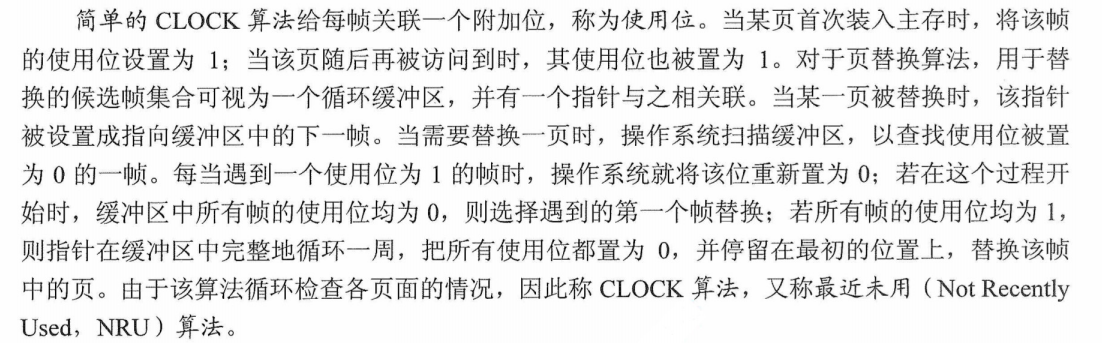 简单的 CLOCK 算法给每帧关联一个附加位，称为使用位。当某页首次装入主存时，将该帧
的使用位设置为 1；当该页随后再被访问到时，其使用位也被置为 1。对于页替换算法，用于替
换的候选帧集合可视为一个循环缓冲区，并有一个指针与之相关联。当某一页被替换时，该指针
被设置成指向缓冲区中的下一帧。当需要替换一页时，操作系统扫描缓冲区，以查找使用位被置
为 0 的一帧。每当遇到一个使用位为 1 的帧时，操作系统就将该位重新置为 0；若在这个过程开
始时，缓冲区中所有帧的使用位均为 0，则选择遇到的第一个帧替换；若所有帧的使用位均为 1，
则指针在缓冲区中完整地循环一周，把所有使用位都置为 0，并停留在最初的位置上，替换该帧
中的页。由于该算法循环检查各页面的情况，因此称 CLOCK 算法，又称最近未用（Not Recently
Used，NRU）算法。